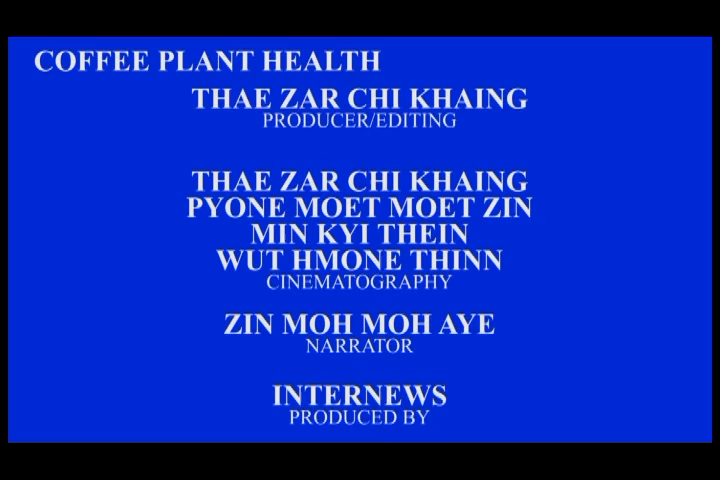 COFFEE PLANT HEALTH
THAE ZAR CHI KHAING
PRODUCER/EDITING
THAE ZAR CHI KHAING
PYONE MOET MOET ZIN
MIN KYI THEIN
WUT HMONE THINN
CINEMATOGRAPHY
ZIN MOH MOH AYE
NARRATOR
INTERNEWS
PRODUCED BY